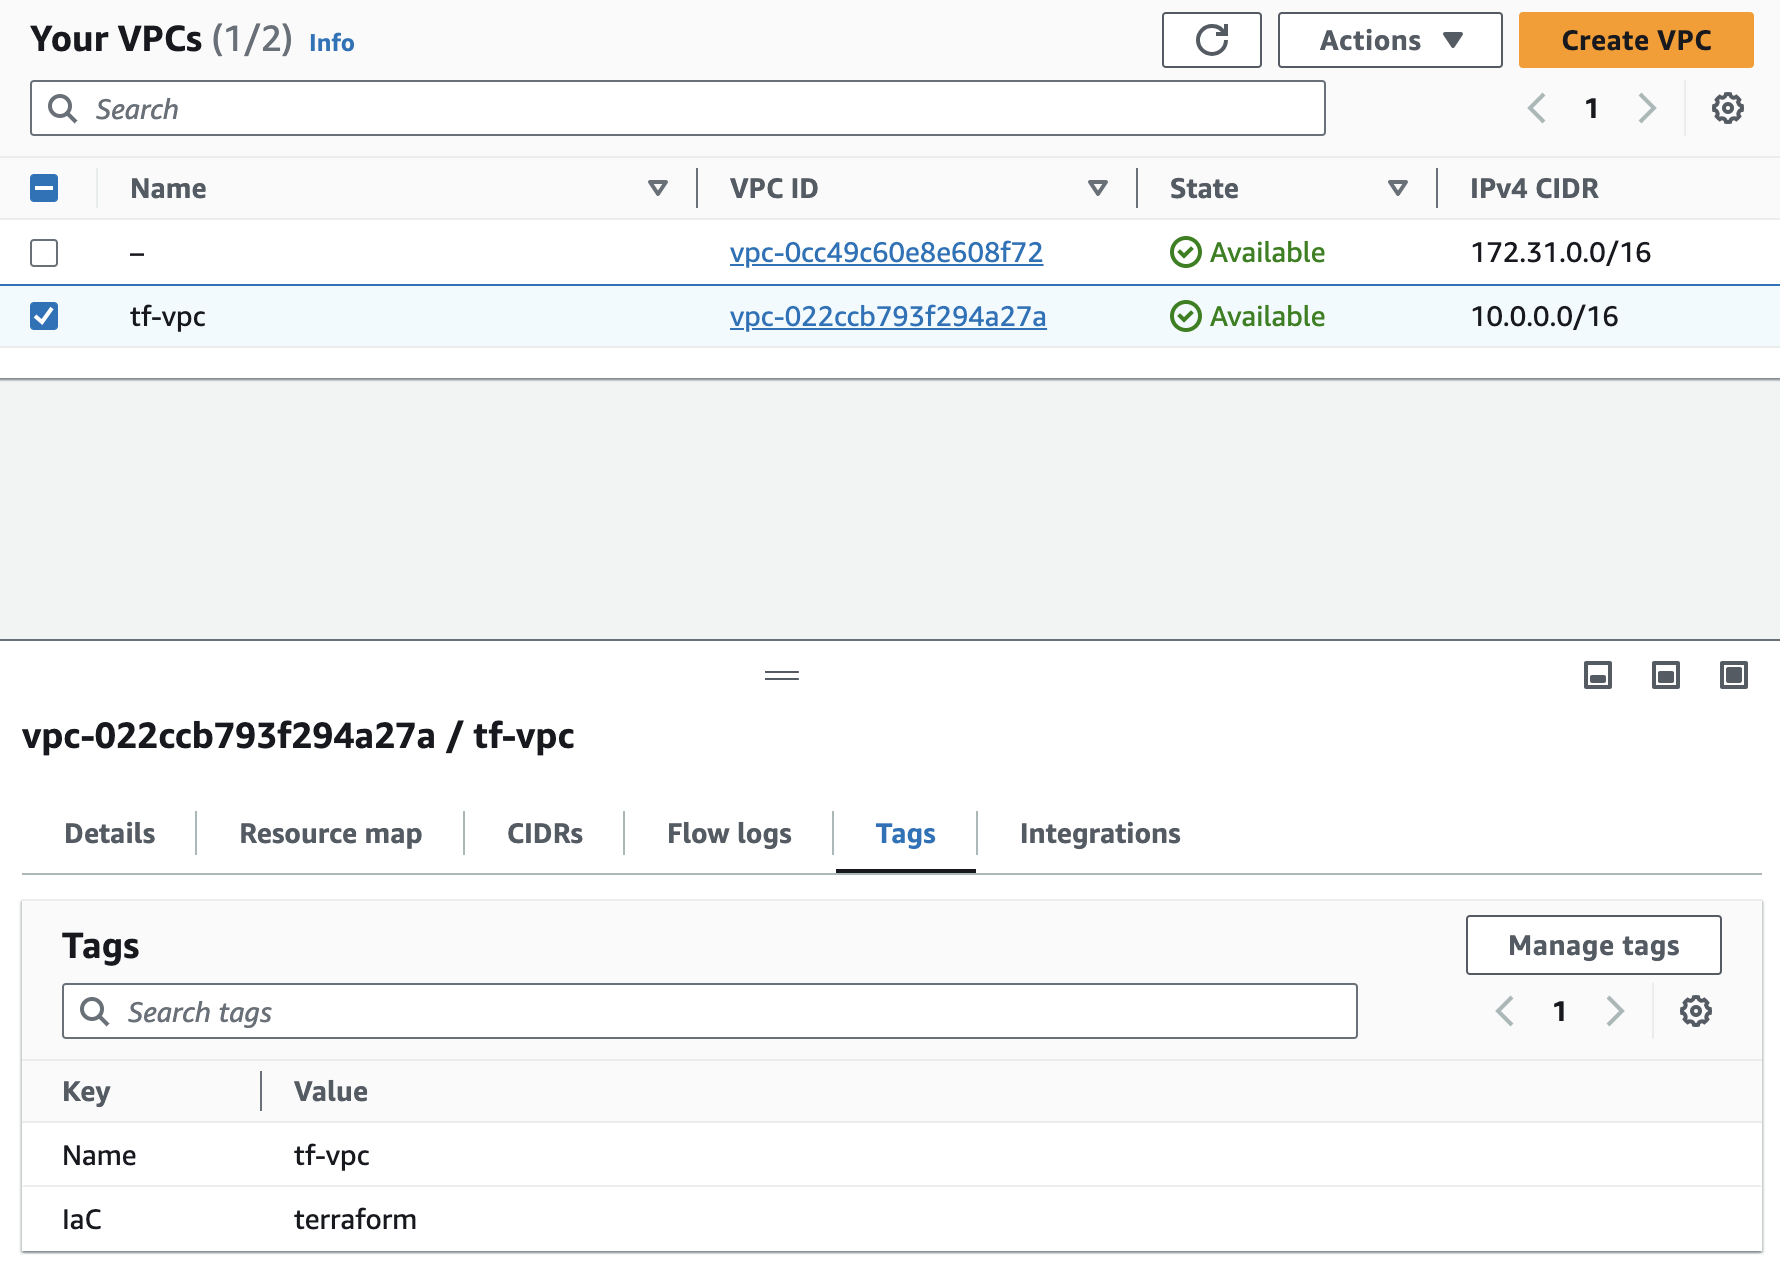 Your VPCs (1/2) Info
Actions
Create VPC
Search
1
Name VPC ID State IPv4 CIDR
– vpc-0cc49c60e8e608f72 Available 172.31.0.0/16
tf-vpc vpc-022ccb793f294a27a Available 10.0.0.0/16
vpc-022ccb793f294a27a / tf-vpc
Details Resource map CIDRs Flow logs Tags Integrations
Tags
Manage tags
Search tags
1
Key Value
Name tf-vpc
IaC terraform